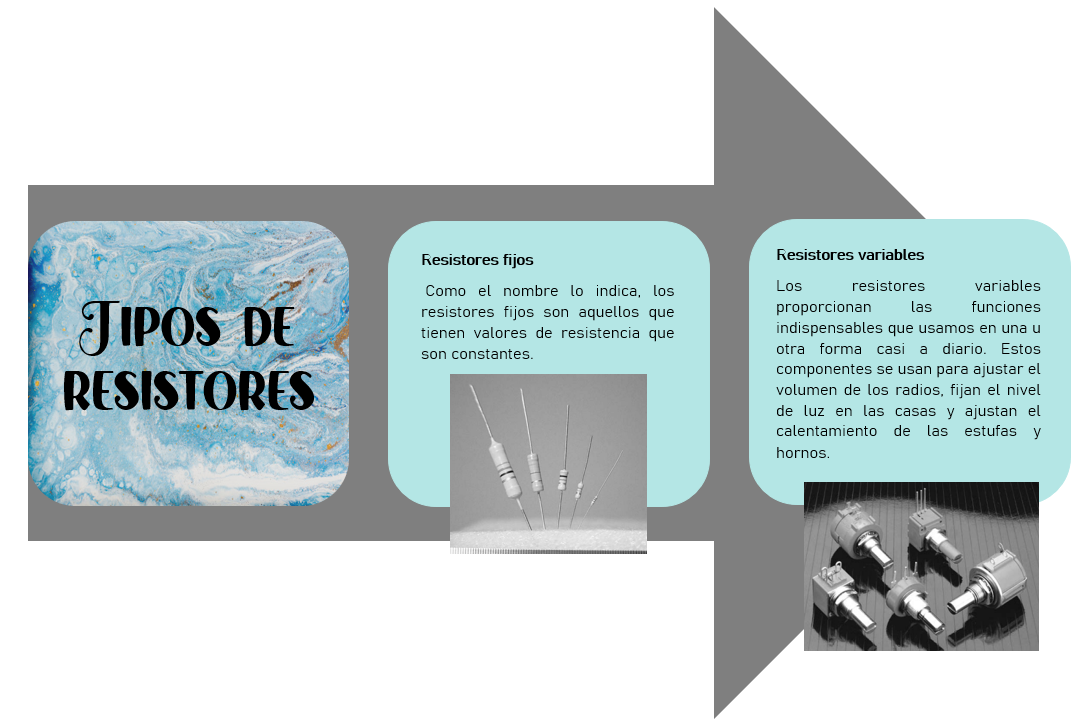 TIPOS DE
RESISTORES
Resistores fijos
Como el nombre lo indica, los
resistores fijos son aquellos que
tienen valores de resistencia que
son constantes.
Resistores variables
Los resistores variables
proporcionan las funciones
indispensables que usamos en una u
otra forma casi a diario. Estos
componentes se usan para ajustar el
volumen de los radios, fijan el nivel
de luz en las casas y ajustan el
calentamiento de las estufas y
hornos.